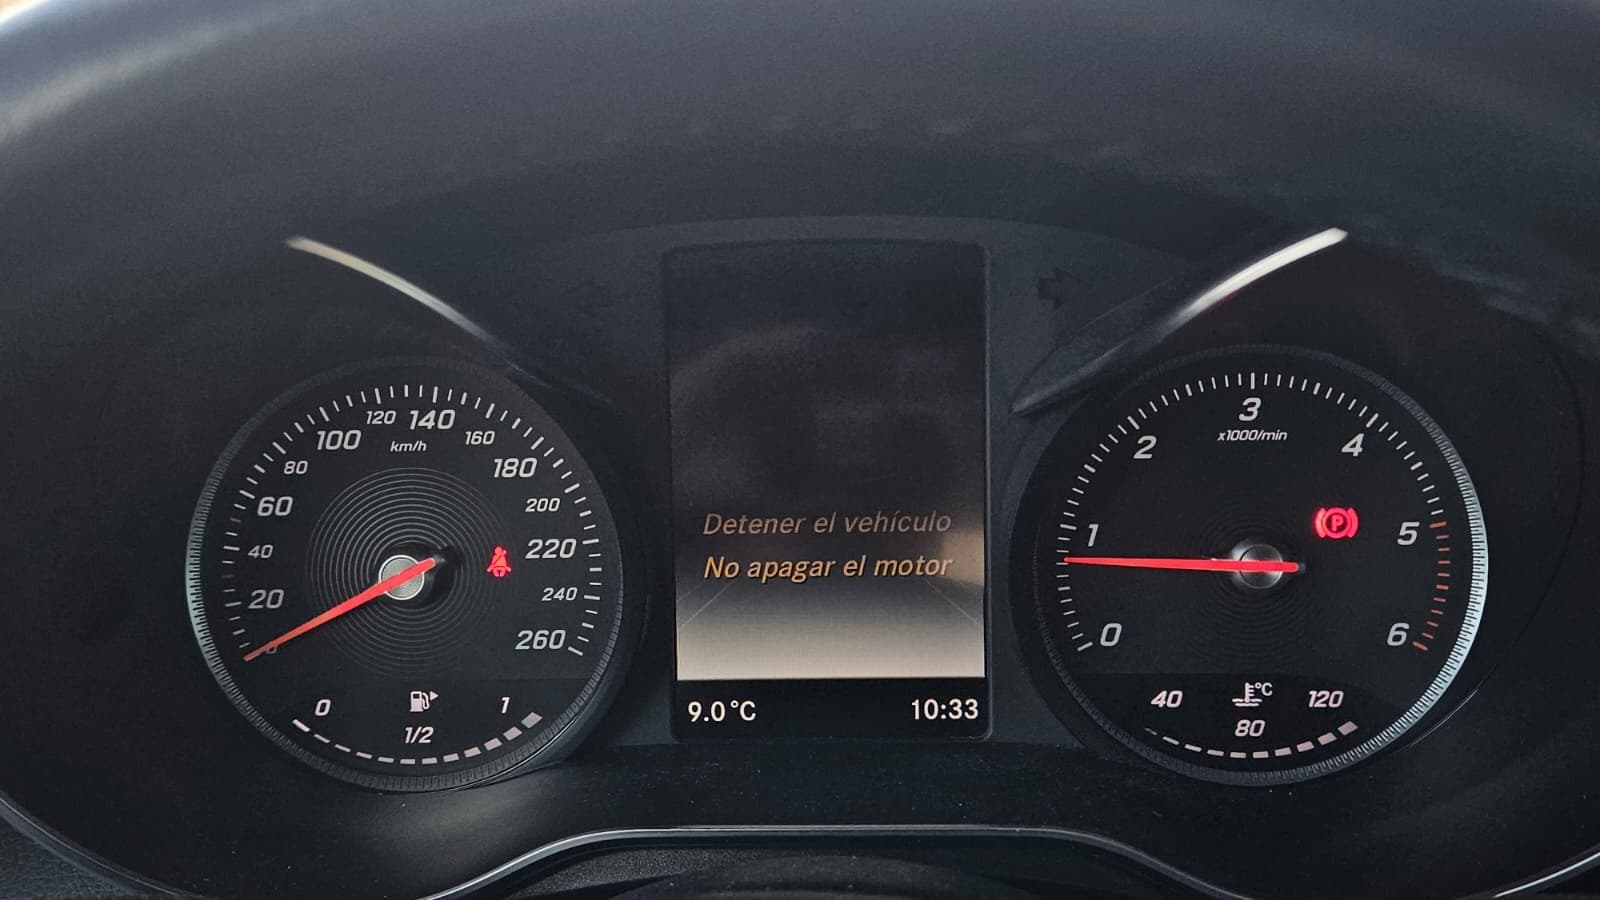 120 140
100 km/h 160
80 180
60 200
40 220
20 240
0 260
0 1
1/2
Detener el vehículo
No apagar el motor
9.0°C 10:33
3
2 x1000/min 4
P
1 5
0 6
40 °C 120
80